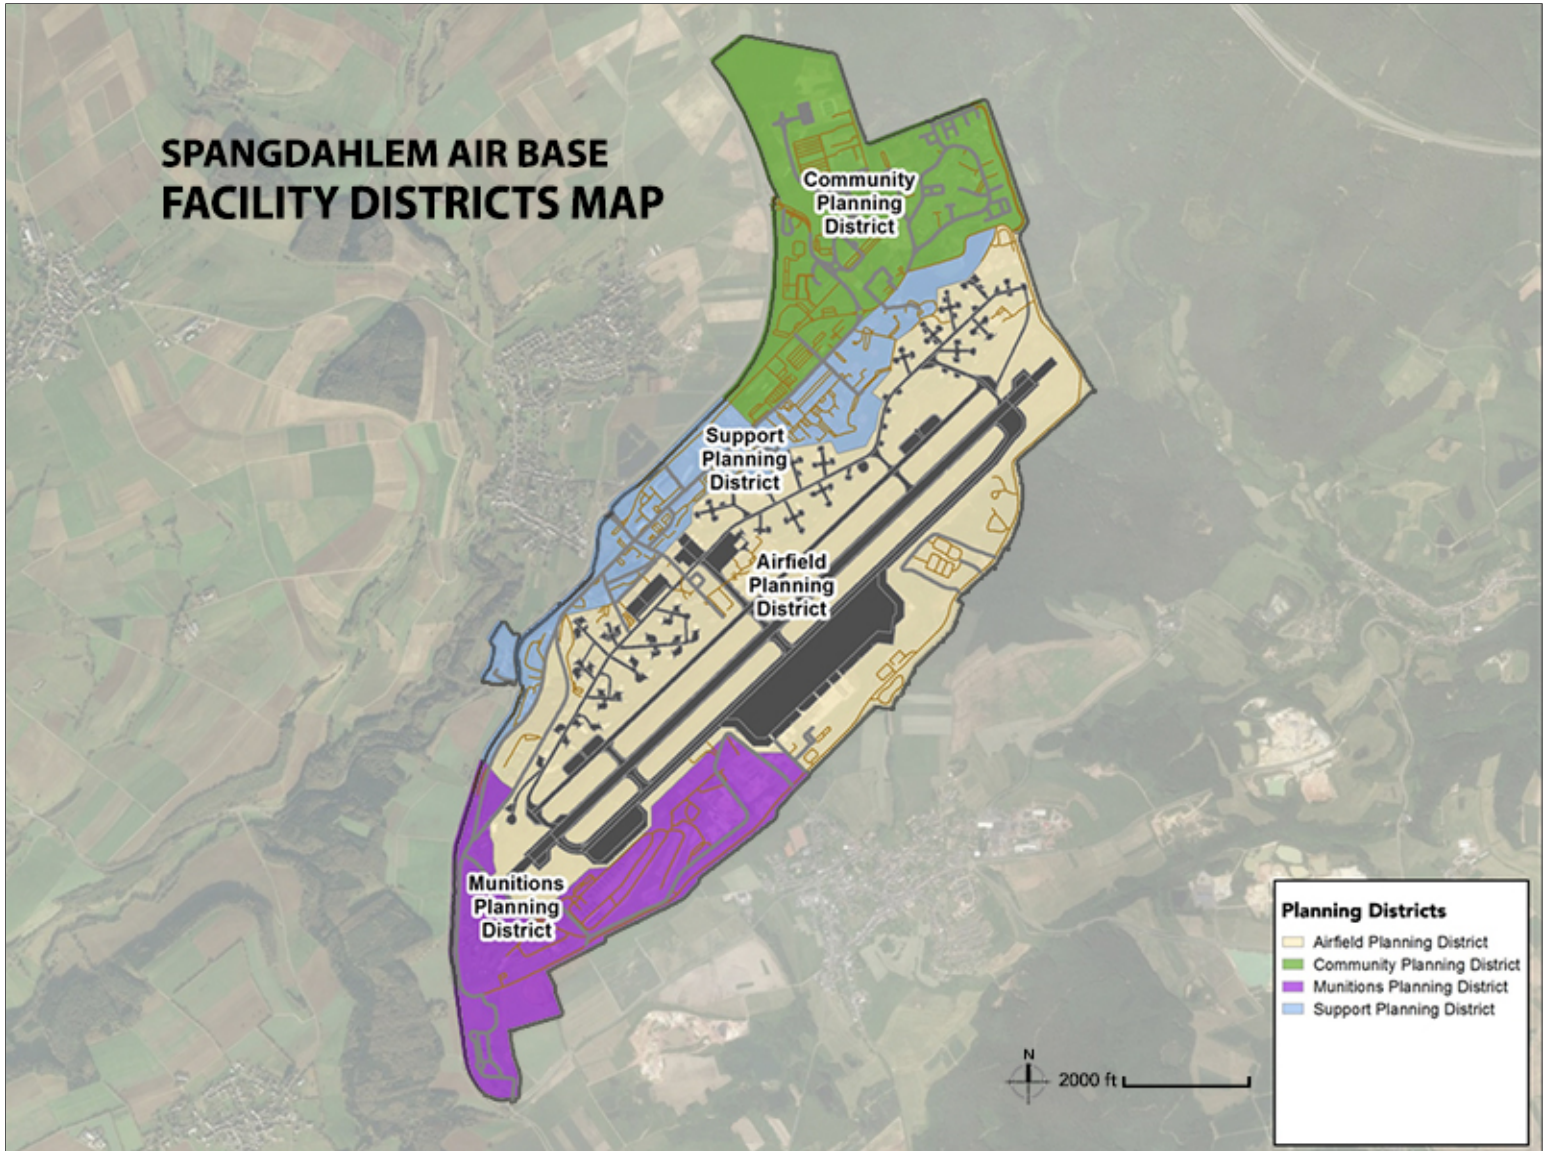 SPANGDAHLEM AIR BASE
FACILITY DISTRICTS MAP
Community
Planning
District
Support
Planning
District
Airfield
Planning
District
Munitions
Planning
District
Planning Districts
Airfield Planning District
Community Planning District
Munitions Planning District
Support Planning District
N
2000 ft